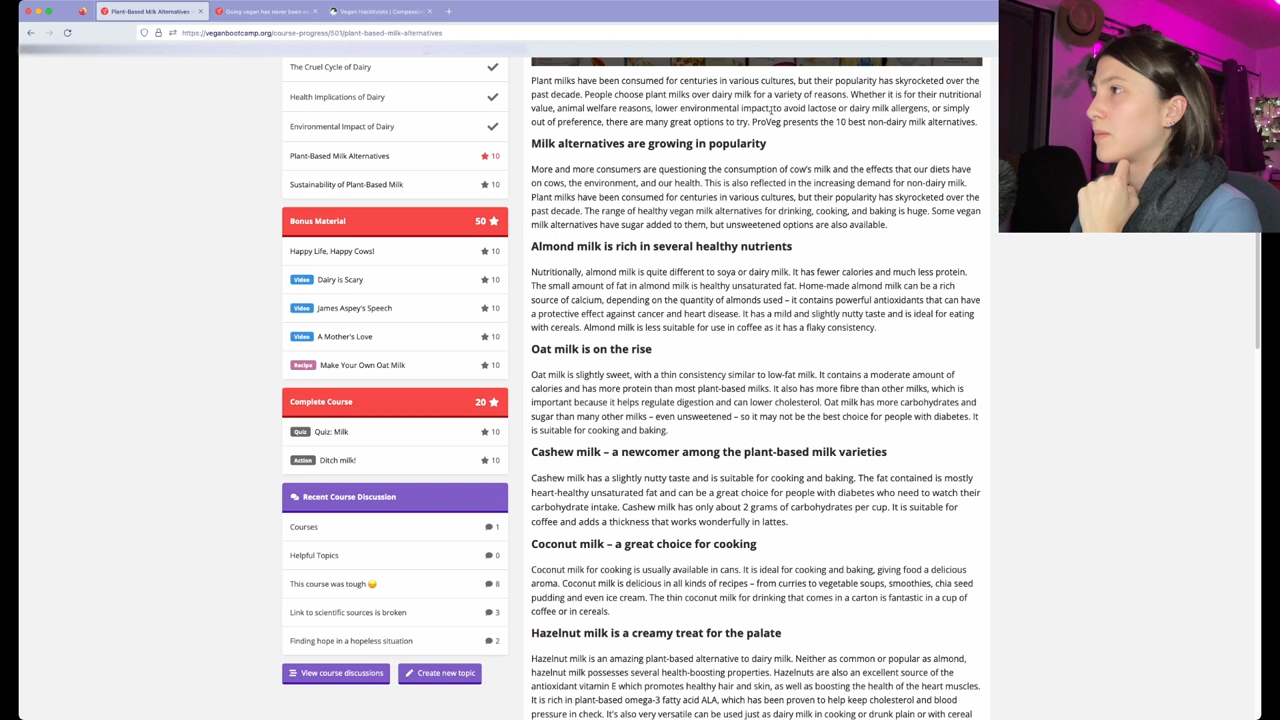 Plant-Based Milk Alternatives -
Going vegan has never been ea
Vegan Hacktivists | Compassion
https://veganbootcamp.org/course-progress/501/plant-based-milk-alternatives
The Cruel Cycle of Dairy
Health Implications of Dairy
Environmental Impact of Dairy
Plant-Based Milk Alternatives 10
Sustainability of Plant-Based Milk 10
Bonus Material 50
Happy Life, Happy Cows! 10
Video Dairy is Scary 10
Video James Aspey's Speech 10
Video A Mother's Love 10
Recipe Make Your Own Oat Milk 10
Complete Course 20
Quiz Quiz: Milk 10
Action Ditch milk! 10
Recent Course Discussion
Courses 1
Helpful Topics 0
This course was tough 😔 8
Link to scientific sources is broken 3
Finding hope in a hopeless situation 2
View course discussions
Create new topic
Plant milks have been consumed for centuries in various cultures, but their popularity has skyrocketed over the
past decade. People choose plant milks over dairy milk for a variety of reasons. Whether it is for their nutritional
value, animal welfare reasons, lower environmental impact,to avoid lactose or dairy milk allergens, or simply
out of preference, there are many great options to try. ProVeg presents the 10 best non-dairy milk alternatives.
Milk alternatives are growing in popularity
More and more consumers are questioning the consumption of cow's milk and the effects that our diets have
on cows, the environment, and our health. This is also reflected in the increasing demand for non-dairy milk.
Plant milks have been consumed for centuries in various cultures, but their popularity has skyrocketed over the
past decade. The range of healthy vegan milk alternatives for drinking, cooking, and baking is huge. Some vegan
milk alternatives have sugar added to them, but unsweetened options are also available.
Almond milk is rich in several healthy nutrients
Nutritionally, almond milk is quite different to soya or dairy milk. It has fewer calories and much less protein.
The small amount of fat in almond milk is healthy unsaturated fat. Home-made almond milk can be a rich
source of calcium, depending on the quantity of almonds used – it contains powerful antioxidants that can have
a protective effect against cancer and heart disease. It has a mild and slightly nutty taste and is ideal for eating
with cereals. Almond milk is less suitable for use in coffee as it has a flaky consistency.
Oat milk is on the rise
Oat milk is slightly sweet, with a thin consistency similar to low-fat milk. It contains a moderate amount of
calories and has more protein than most plant-based milks. It also has more fibre than other milks, which is
important because it helps regulate digestion and can lower cholesterol. Oat milk has more carbohydrates and
sugar than many other milks – even unsweetened – so it may not be the best choice for people with diabetes. It
is suitable for cooking and baking.
Cashew milk – a newcomer among the plant-based milk varieties
Cashew milk has a slightly nutty taste and is suitable for cooking and baking. The fat contained is mostly
heart-healthy unsaturated fat and can be a great choice for people with diabetes who need to watch their
carbohydrate intake. Cashew milk has only about 2 grams of carbohydrates per cup. It is suitable for
coffee and adds a thickness that works wonderfully in lattes.
Coconut milk – a great choice for cooking
Coconut milk for cooking is usually available in cans. It is ideal for cooking and baking, giving food a delicious
aroma. Coconut milk is delicious in all kinds of recipes – from curries to vegetable soups, smoothies, chia seed
pudding and even ice cream. The thin coconut milk for drinking that comes in a carton is fantastic in a cup of
coffee or in cereals.
Hazelnut milk is a creamy treat for the palate
Hazelnut milk is an amazing plant-based alternative to dairy milk. Neither as common or popular as almond,
hazelnut milk possesses several health-boosting properties. Hazelnuts are also an excellent source of the
antioxidant vitamin E which promotes healthy hair and skin, as well as boosting the health of the heart muscles.
It is rich in plant-based omega-3 fatty acid ALA, which has been proven to help keep cholesterol and blood
pressure in check. It's also very versatile can be used just as dairy milk in cooking or drunk plain or with cereal